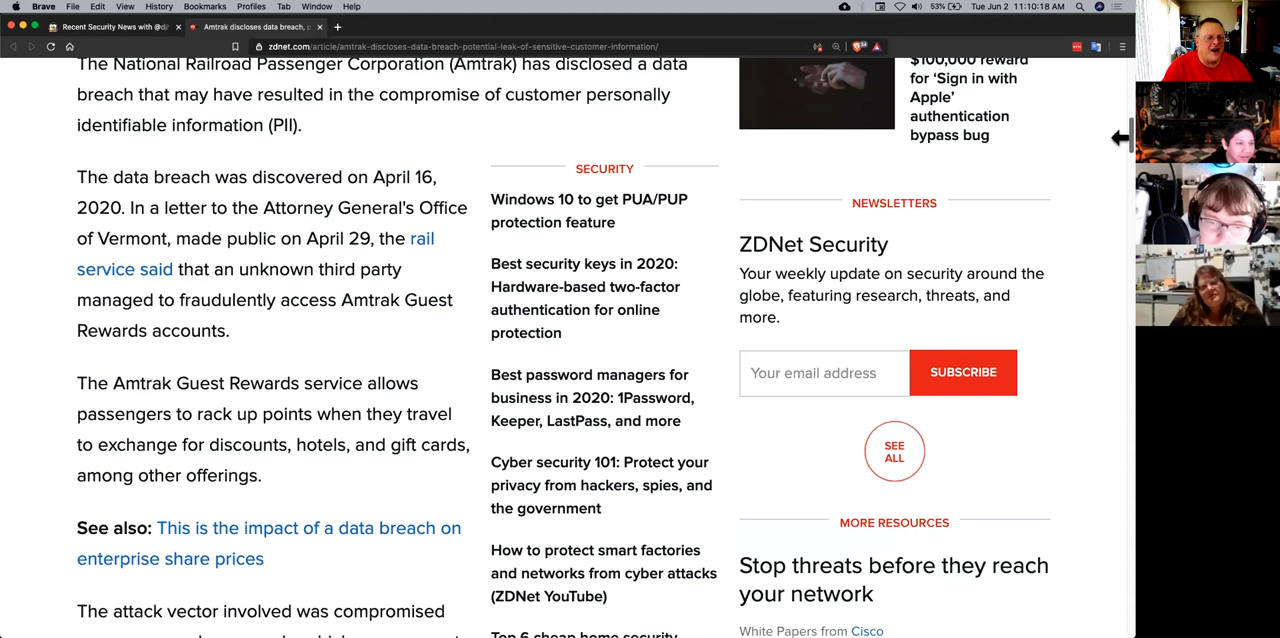 Brave File Edit View History Bookmarks Profiles Tab Window Help
53% Tue Jun 2 11:10:18 AM
Recent Security News with @dj
Amtrak discloses data breach, p
zdnet.com/article/amtrak-discloses-data-breach-potential-leak-of-sensitive-customer-information/
The National Railroad Passenger Corporation (Amtrak) has disclosed a data
breach that may have resulted in the compromise of customer personally
identifiable information (PII).
The data breach was discovered on April 16,
2020. In a letter to the Attorney General's Office
of Vermont, made public on April 29, the rail
service said that an unknown third party
managed to fraudulently access Amtrak Guest
Rewards accounts.
The Amtrak Guest Rewards service allows
passengers to rack up points when they travel
to exchange for discounts, hotels, and gift cards,
among other offerings.
See also: This is the impact of a data breach on
enterprise share prices
The attack vector involved was compromised
SECURITY
Windows 10 to get PUA/PUP
protection feature
Best security keys in 2020:
Hardware-based two-factor
authentication for online
protection
Best password managers for
business in 2020: 1Password,
Keeper, LastPass, and more
Cyber security 101: Protect your
privacy from hackers, spies, and
the government
How to protect smart factories
and networks from cyber attacks
(ZDNet YouTube)
Top 6 cheap home security
$100,000 reward
for ‘Sign in with
Apple’
authentication
bypass bug
NEWSLETTERS
ZDNet Security
Your weekly update on security around the
globe, featuring research, threats, and
more.
Your email address
SUBSCRIBE
SEE
ALL
MORE RESOURCES
Stop threats before they reach
your network
White Papers from Cisco